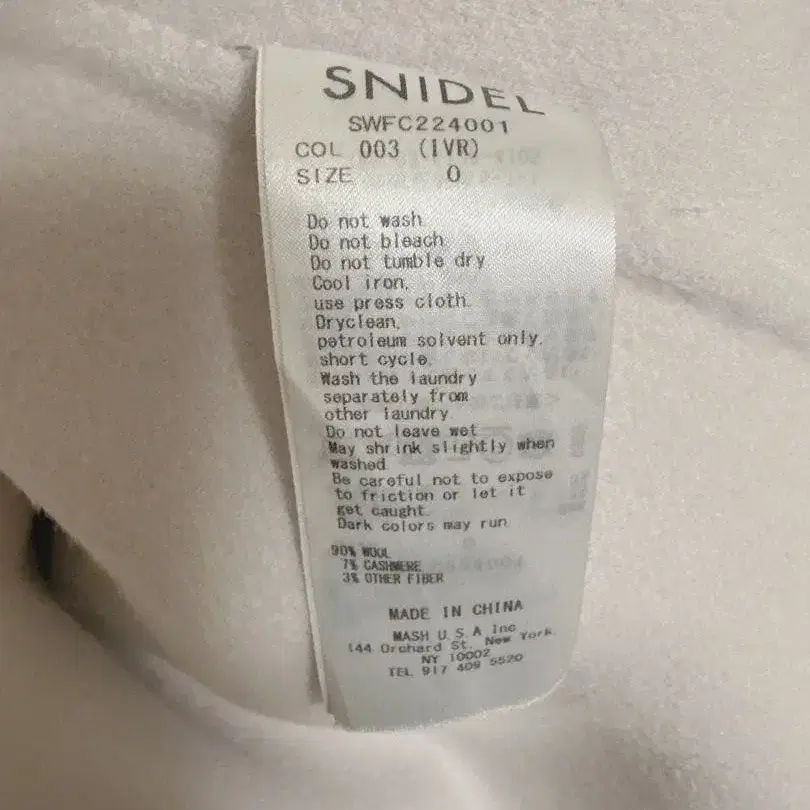 SNIDEL
SWFC224001
COL 003 (IVR)
SIZE 0
Do not wash
Do not bleach
Do not tumble dry
Cool iron,
use press cloth.
Dryclean,
petroleum solvent only.
short cycle.
Wash the laundry
separately from
other laundry
Do not leave wet
May shrink slightly when
washed
Be careful not to expose
to friction or let it
get caught.
Dark colors may run
90% WOOL
7% CASHMERE
3% OTHER FIBER
MADE IN CHINA
MASH U.S.A Inc
144 Orchard St. New York.
NY 10002
TEL 917 409 5520